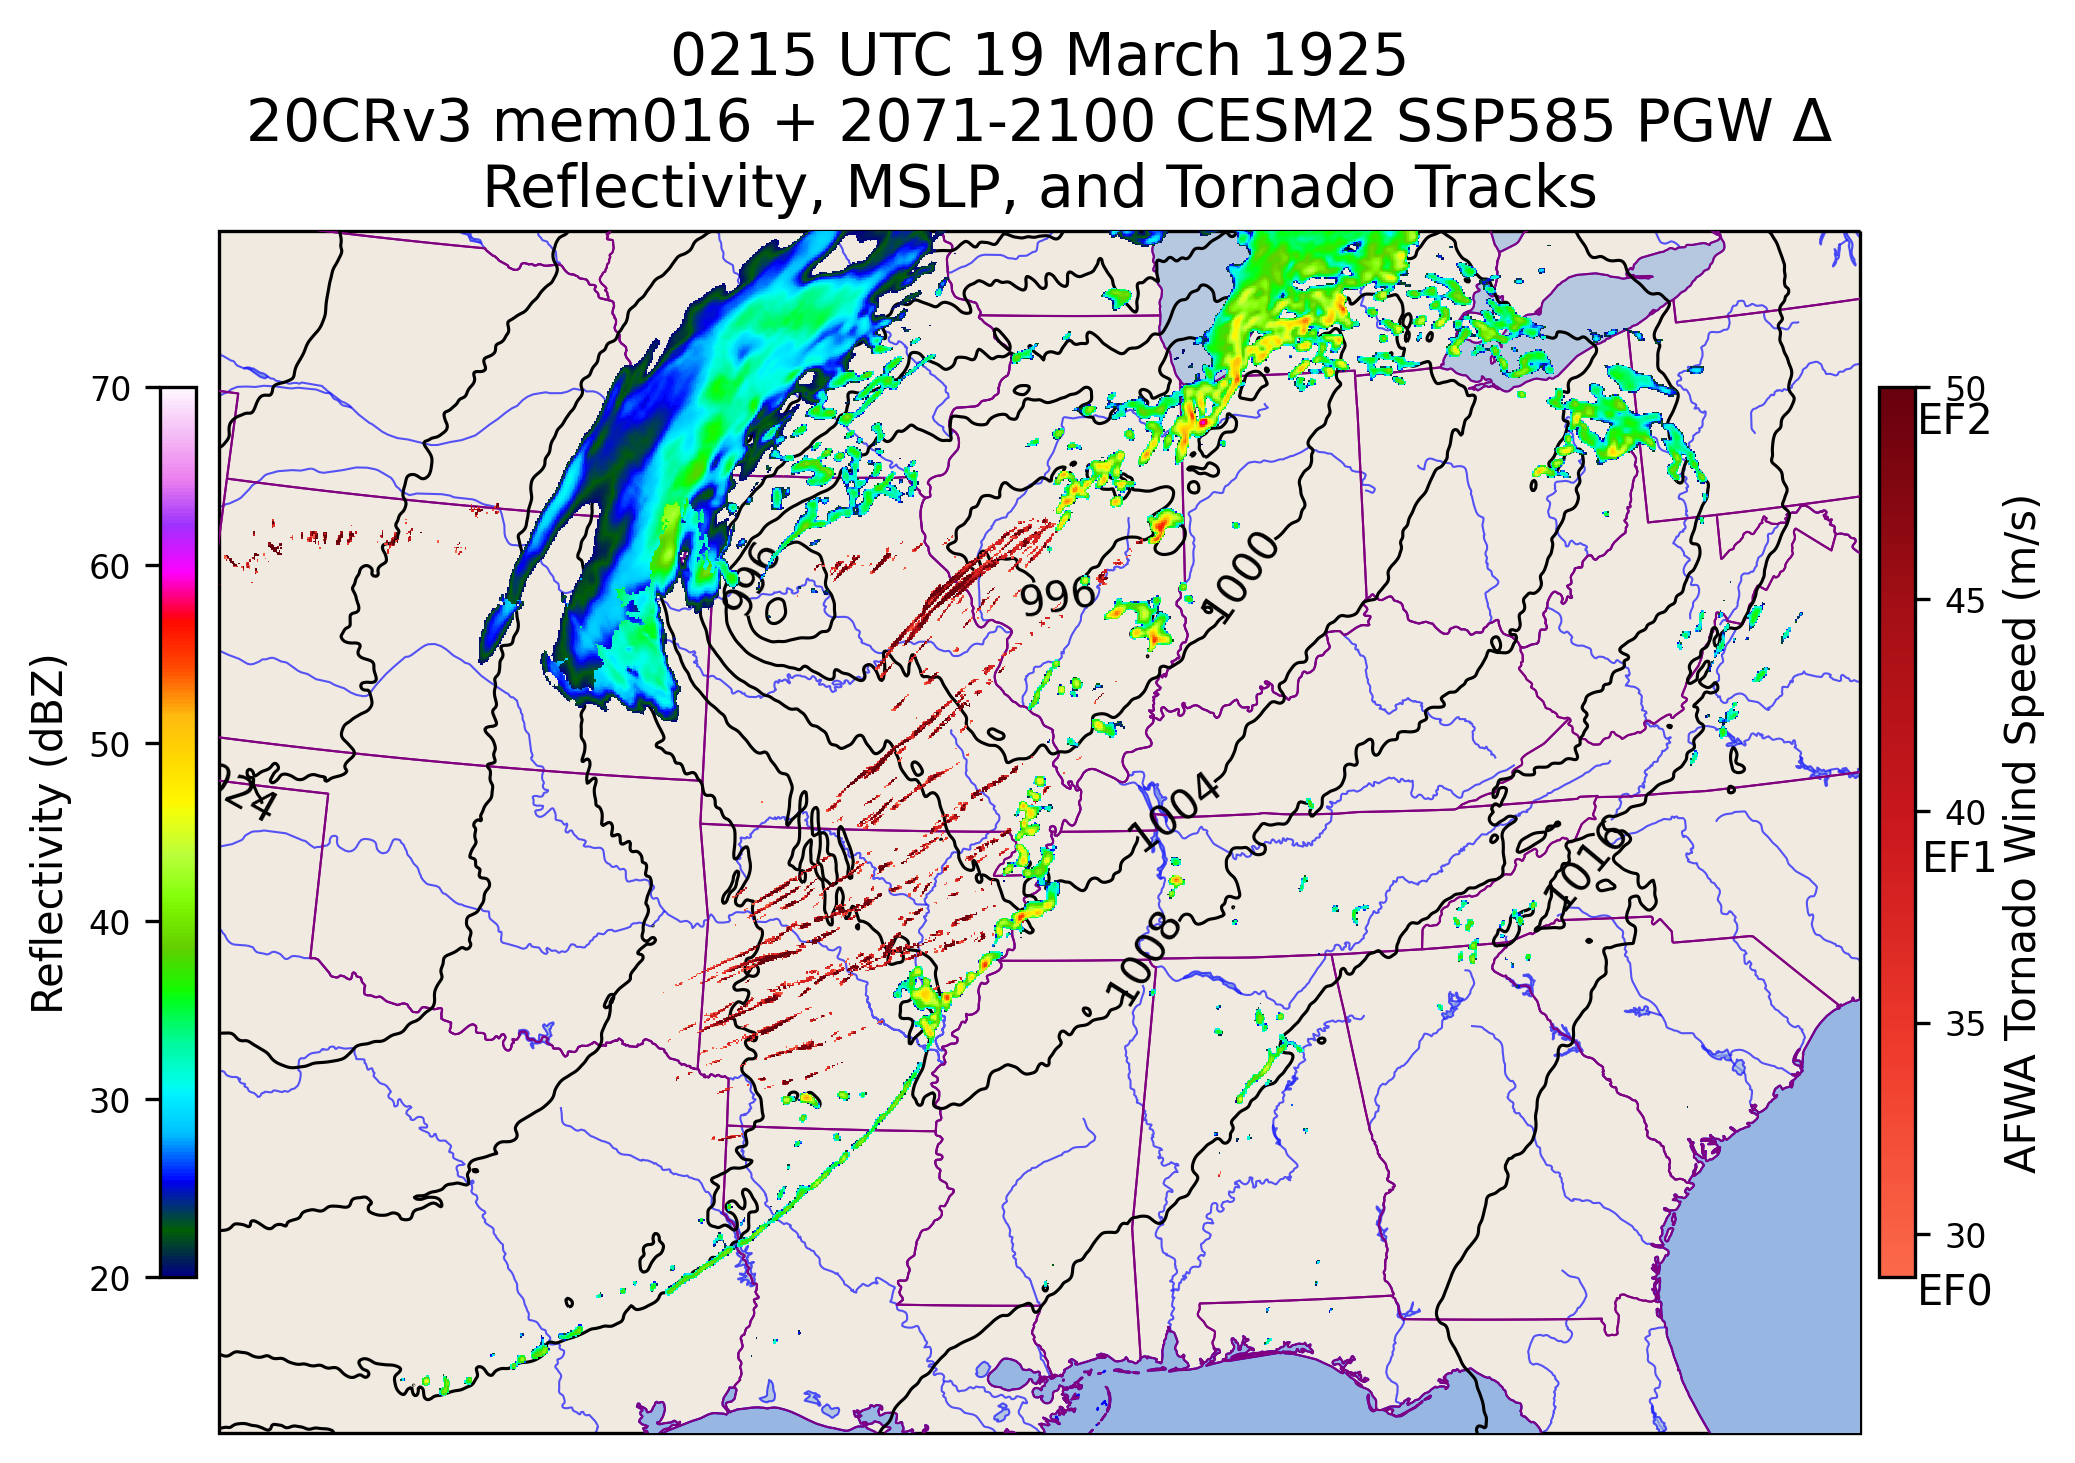 0215 UTC 19 March 1925
20CRv3 mem016 + 2071-2100 CESM2 SSP585 PGW Δ
Reflectivity, MSLP, and Tornado Tracks
Reflectivity (dBZ)
70
60
50
40
30
20
996
996
1000
1004
1008
1016
024
50
EF2
45
40
EF1
35
30
EF0
AFWA Tornado Wind Speed (m/s)